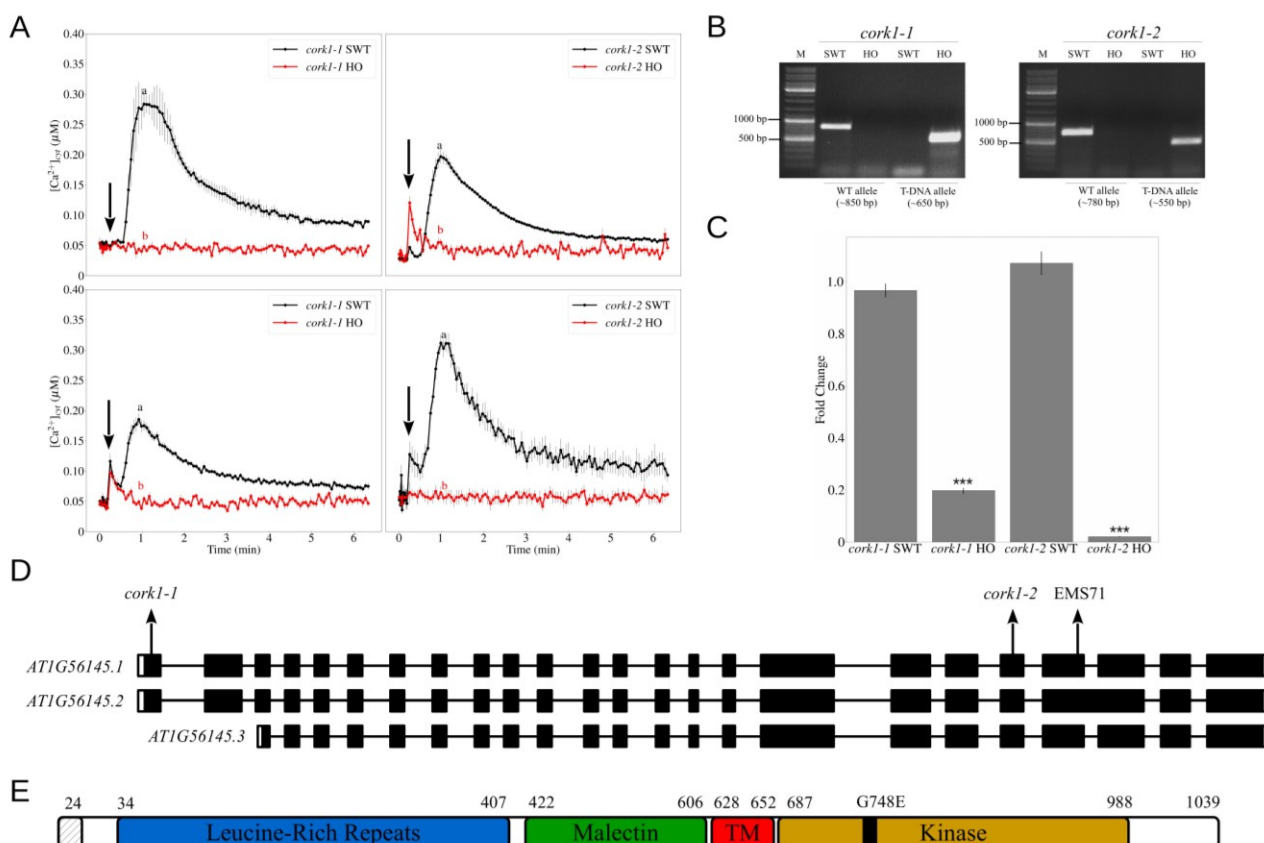 A
0.40
0.35
0.30
0.25
0.20
0.15
0.10
0.05
0
[Ca²⁺]cyt (μM)
cork1-1 SWT
cork1-1 HO
a
b
cork1-2 SWT
cork1-2 HO
a
b
0.40
0.35
0.30
0.25
0.20
0.15
0.10
0.05
0
[Ca²⁺]cyt (μM)
cork1-1 SWT
cork1-1 HO
a
b
cork1-2 SWT
cork1-2 HO
a
b
0 1 2 3 4 5 6
Time (min)
0 1 2 3 4 5 6
Time (min)
B
cork1-1
M SWT HO SWT HO
1000 bp
500 bp
WT allele T-DNA allele
(~850 bp) (~650 bp)
cork1-2
M SWT HO SWT HO
1000 bp
500 bp
WT allele T-DNA allele
(~780 bp) (~550 bp)
C
1.0
0.8
0.6
0.4
0.2
0
Fold Change
***
***
cork1-1 SWT cork1-1 HO cork1-2 SWT cork1-2 HO
D
cork1-1 cork1-2 EMS71
AT1G56145.1
AT1G56145.2
AT1G56145.3
E
24 34 407 422 606 628 652 687 G748E 988 1039
Leucine-Rich Repeats Malectin TM Kinase